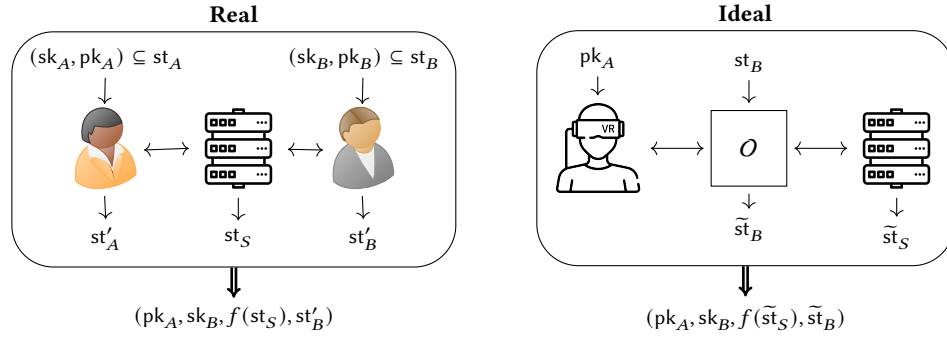 Real
(sk_A, pk_A) ⊆ st_A
(sk_B, pk_B) ⊆ st_B
st'_A
st_S
st'_B
(pk_A, sk_B, f(st_S), st'_B)
Ideal
pk_A
st_B
VR
O
s̃t_B
s̃t_S
(pk_A, sk_B, f(s̃t_S), s̃t_B)